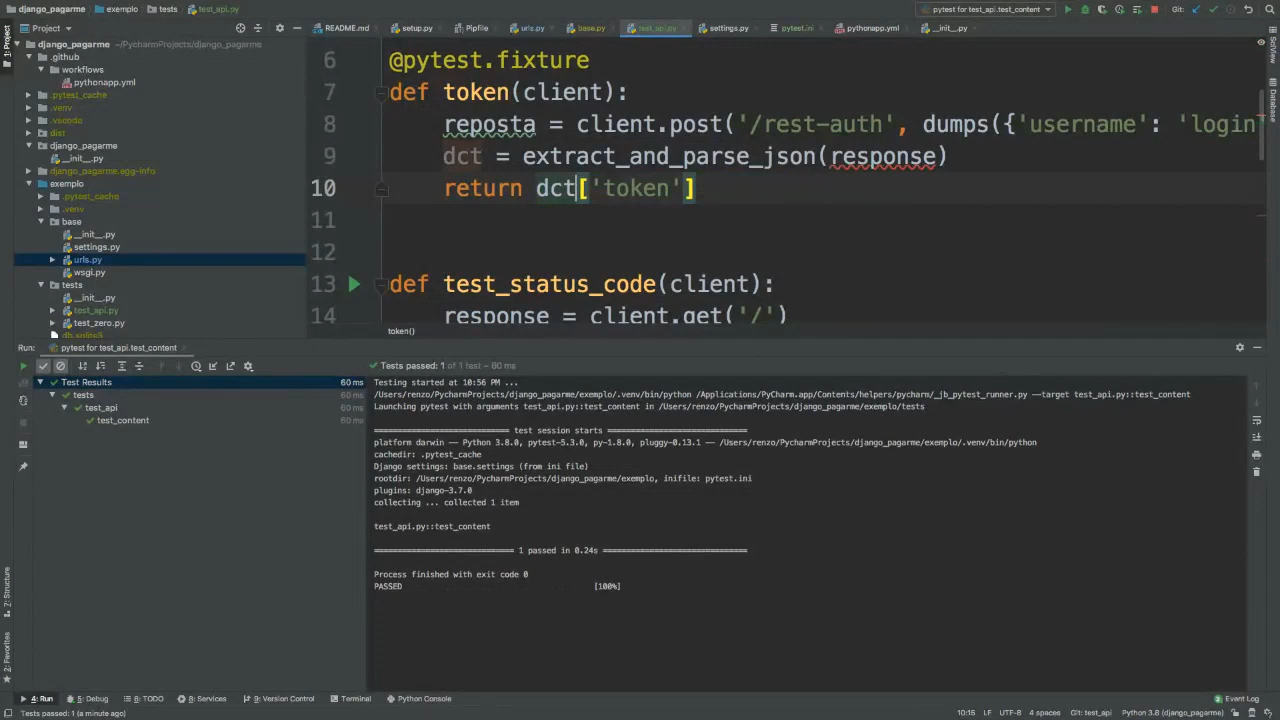 django_pagarme exemplo tests test_api.py
pytest for test_api.test_content Git:
Project
README.md setup.py Pipfile urls.py base.py test_api.py settings.py pytest.ini pythonapp.yml __init__.py
django_pagarme ~/PycharmProjects/django_pagarme
.github
workflows
pythonapp.yml
.pytest_cache
.venv
.vscode
dist
django_pagarme
__init__.py
django_pagarme.egg-info
exemplo
.pytest_cache
.venv
base
__init__.py
settings.py
urls.py
wsgi.py
tests
__init__.py
test_api.py
test_zero.py
db.sqlite3
1: Project
7: Structure
2: Favorites
SciView
Database
6 @pytest.fixture
7 def token(client):
8 reposta = client.post('/rest-auth', dumps({'username': 'login
9 dct = extract_and_parse_json(response)
10 return dct['token']
11
12
13 def test_status_code(client):
14 response = client.get('/')
token()
Run: pytest for test_api.test_content
Tests passed: 1 of 1 test – 60 ms
Test Results 60 ms
tests 60 ms
test_api 60 ms
test_content 60 ms
Testing started at 10:56 PM ...
/Users/renzo/PycharmProjects/django_pagarme/exemplo/.venv/bin/python /Applications/PyCharm.app/Contents/helpers/pycharm/_jb_pytest_runner.py --target test_api.py::test_content
Launching pytest with arguments test_api.py::test_content in /Users/renzo/PycharmProjects/django_pagarme/exemplo/tests
============================= test session starts ==============================
platform darwin -- Python 3.8.0, pytest-5.3.0, py-1.8.0, pluggy-0.13.1 -- /Users/renzo/PycharmProjects/django_pagarme/exemplo/.venv/bin/python
cachedir: .pytest_cache
Django settings: base.settings (from ini file)
rootdir: /Users/renzo/PycharmProjects/django_pagarme/exemplo, inifile: pytest.ini
plugins: django-3.7.0
collecting ... collected 1 item
test_api.py::test_content
============================== 1 passed in 0.24s ===============================
Process finished with exit code 0
PASSED [100%]
4: Run 5: Debug 6: TODO 8: Services 9: Version Control Terminal Python Console Event Log
Tests passed: 1 (a minute ago) 10:15 LF UTF-8 4 spaces Git: test_api Python 3.8 (django_pagarme)